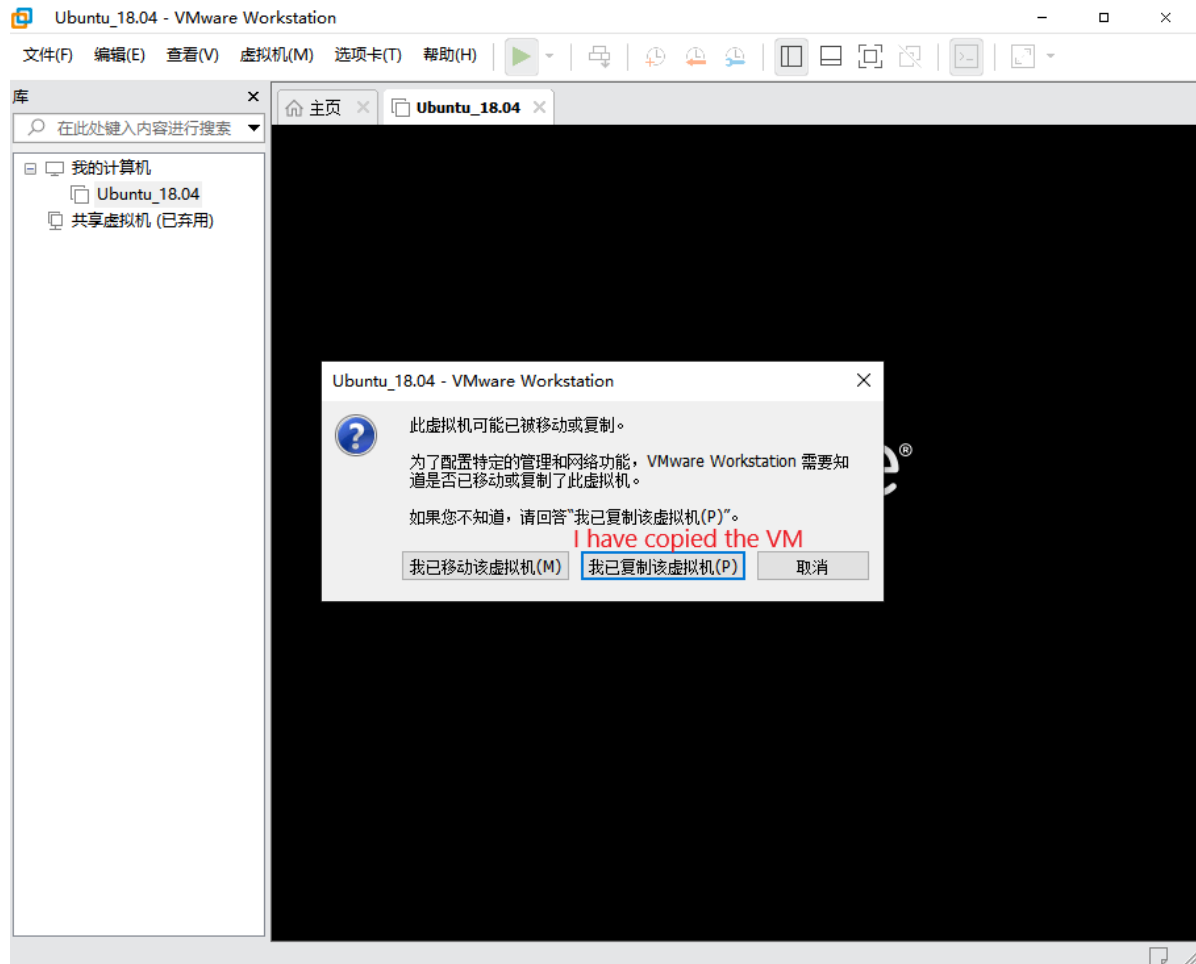 Ubuntu_18.04 - VMware Workstation
文件(F) 编辑(E) 查看(V) 虚拟机(M) 选项卡(T) 帮助(H)
库
在此处键入内容进行搜索
我的计算机
Ubuntu_18.04
共享虚拟机 (已弃用)
主页
Ubuntu_18.04
Ubuntu_18.04 - VMware Workstation
此虚拟机可能已被移动或复制。
为了配置特定的管理和网络功能，VMware Workstation 需要知
道是否已移动或复制了此虚拟机。
如果您不知道，请回答“我已复制该虚拟机(P)”。
I have copied the VM
我已移动该虚拟机(M) 我已复制该虚拟机(P) 取消
e®